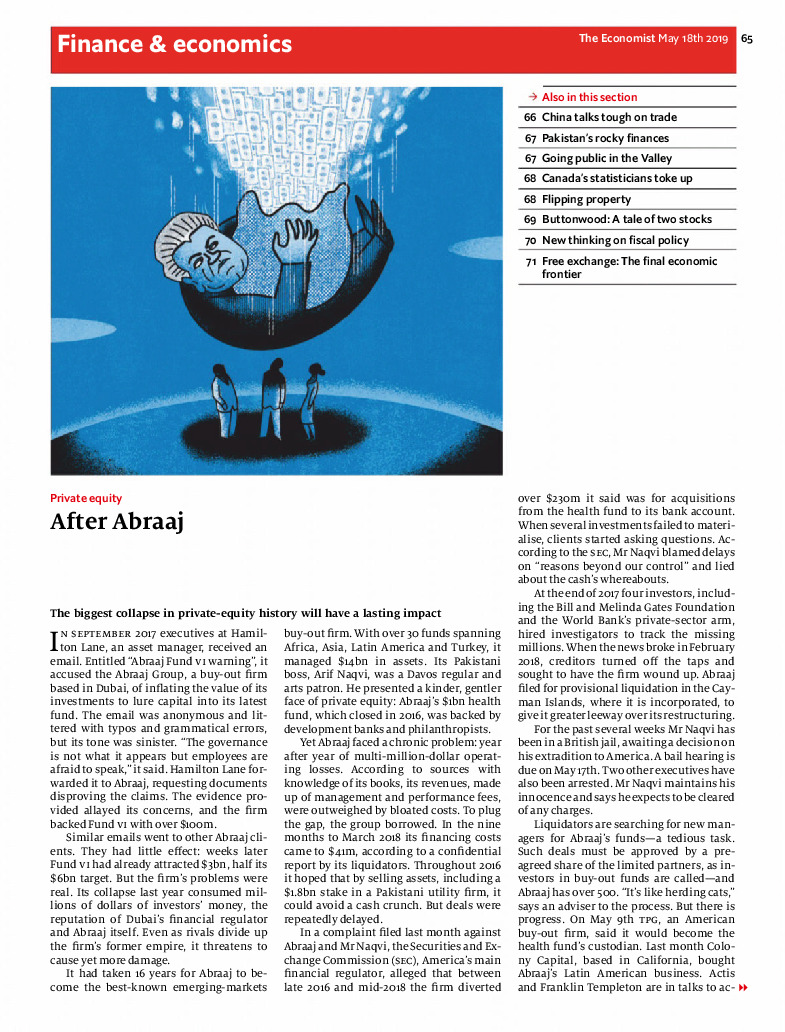 Finance & economics
The Economist May 18th 2019 65
→ Also in this section
66 China talks tough on trade
67 Pakistan's rocky finances
67 Going public in the Valley
68 Canada's statisticians toke up
68 Flipping property
69 Buttonwood: A tale of two stocks
70 New thinking on fiscal policy
71 Free exchange: The final economic
frontier
Private equity
After Abraaj
The biggest collapse in private-equity history will have a lasting impact
IN SEPTEMBER 2017 executives at Hamil-
ton Lane, an asset manager, received an
email. Entitled “Abraaj Fund VI warning”, it
accused the Abraaj Group, a buy-out firm
based in Dubai, of inflating the value of its
investments to lure capital into its latest
fund. The email was anonymous and lit-
tered with typos and grammatical errors,
but its tone was sinister. “The governance
is not what it appears but employees are
afraid to speak,” it said. Hamilton Lane for-
warded it to Abraaj, requesting documents
disproving the claims. The evidence pro-
vided allayed its concerns, and the firm
backed Fund VI with over $100m.
Similar emails went to other Abraaj cli-
ents. They had little effect: weeks later
Fund VI had already attracted $3bn, half its
$6bn target. But the firm's problems were
real. Its collapse last year consumed mil-
lions of dollars of investors' money, the
reputation of Dubai's financial regulator
and Abraaj itself. Even as rivals divide up
the firm's former empire, it threatens to
cause yet more damage.
It had taken 16 years for Abraaj to be-
come the best-known emerging-markets
buy-out firm. With over 30 funds spanning
Africa, Asia, Latin America and Turkey, it
managed $14bn in assets. Its Pakistani
boss, Arif Naqvi, was a Davos regular and
arts patron. He presented a kinder, gentler
face of private equity: Abraaj's $1bn health
fund, which closed in 2016, was backed by
development banks and philanthropists.
Yet Abraaj faced a chronic problem: year
after year of multi-million-dollar operat-
ing losses. According to sources with
knowledge of its books, its revenues, made
up of management and performance fees,
were outweighed by bloated costs. To plug
the gap, the group borrowed. In the nine
months to March 2018 its financing costs
came to $41m, according to a confidential
report by its liquidators. Throughout 2016
it hoped that by selling assets, including a
$1.8bn stake in a Pakistani utility firm, it
could avoid a cash crunch. But deals were
repeatedly delayed.
In a complaint filed last month against
Abraaj and Mr Naqvi, the Securities and Ex-
change Commission (SEC), America's main
financial regulator, alleged that between
late 2016 and mid-2018 the firm diverted
over $230m it said was for acquisitions
from the health fund to its bank account.
When several investments failed to materi-
alise, clients started asking questions. Ac-
cording to the SEC, Mr Naqvi blamed delays
on “reasons beyond our control” and lied
about the cash's whereabouts.
At the end of 2017 four investors, includ-
ing the Bill and Melinda Gates Foundation
and the World Bank's private-sector arm,
hired investigators to track the missing
millions. When the news broke in February
2018, creditors turned off the taps and
sought to have the firm wound up. Abraaj
filed for provisional liquidation in the Cay-
man Islands, where it is incorporated, to
give it greater leeway over its restructuring.
For the past several weeks Mr Naqvi has
been in a British jail, awaiting a decision on
his extradition to America. A bail hearing is
due on May 17th. Two other executives have
also been arrested. Mr Naqvi maintains his
innocence and says he expects to be cleared
of any charges.
Liquidators are searching for new man-
agers for Abraaj's funds—a tedious task.
Such deals must be approved by a pre-
agreed share of the limited partners, as in-
vestors in buy-out funds are called—and
Abraaj has over 500. “It's like herding cats,”
says an adviser to the process. But there is
progress. On May 9th TPG, an American
buy-out firm, said it would become the
health fund's custodian. Last month Colo-
ny Capital, based in California, bought
Abraaj's Latin American business. Actis
and Franklin Templeton are in talks to ac-